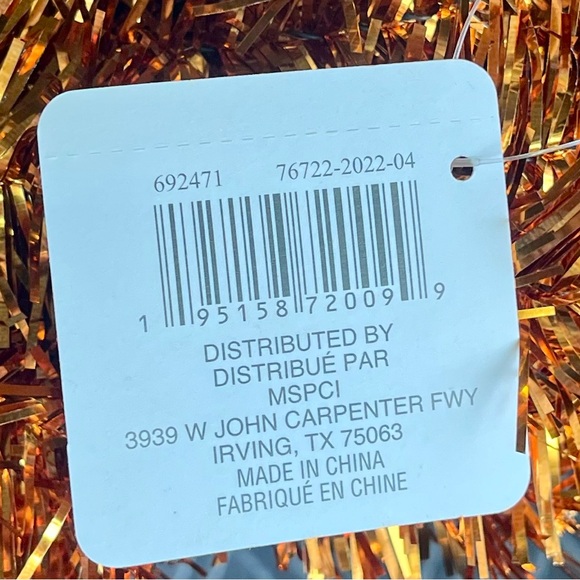 692471 76722-2022-04
1 95158 72009 9
DISTRIBUTED BY
DISTRIBUÉ PAR
MSPCI
3939 W JOHN CARPENTER FWY
IRVING, TX 75063
MADE IN CHINA
FABRIQUÉ EN CHINE